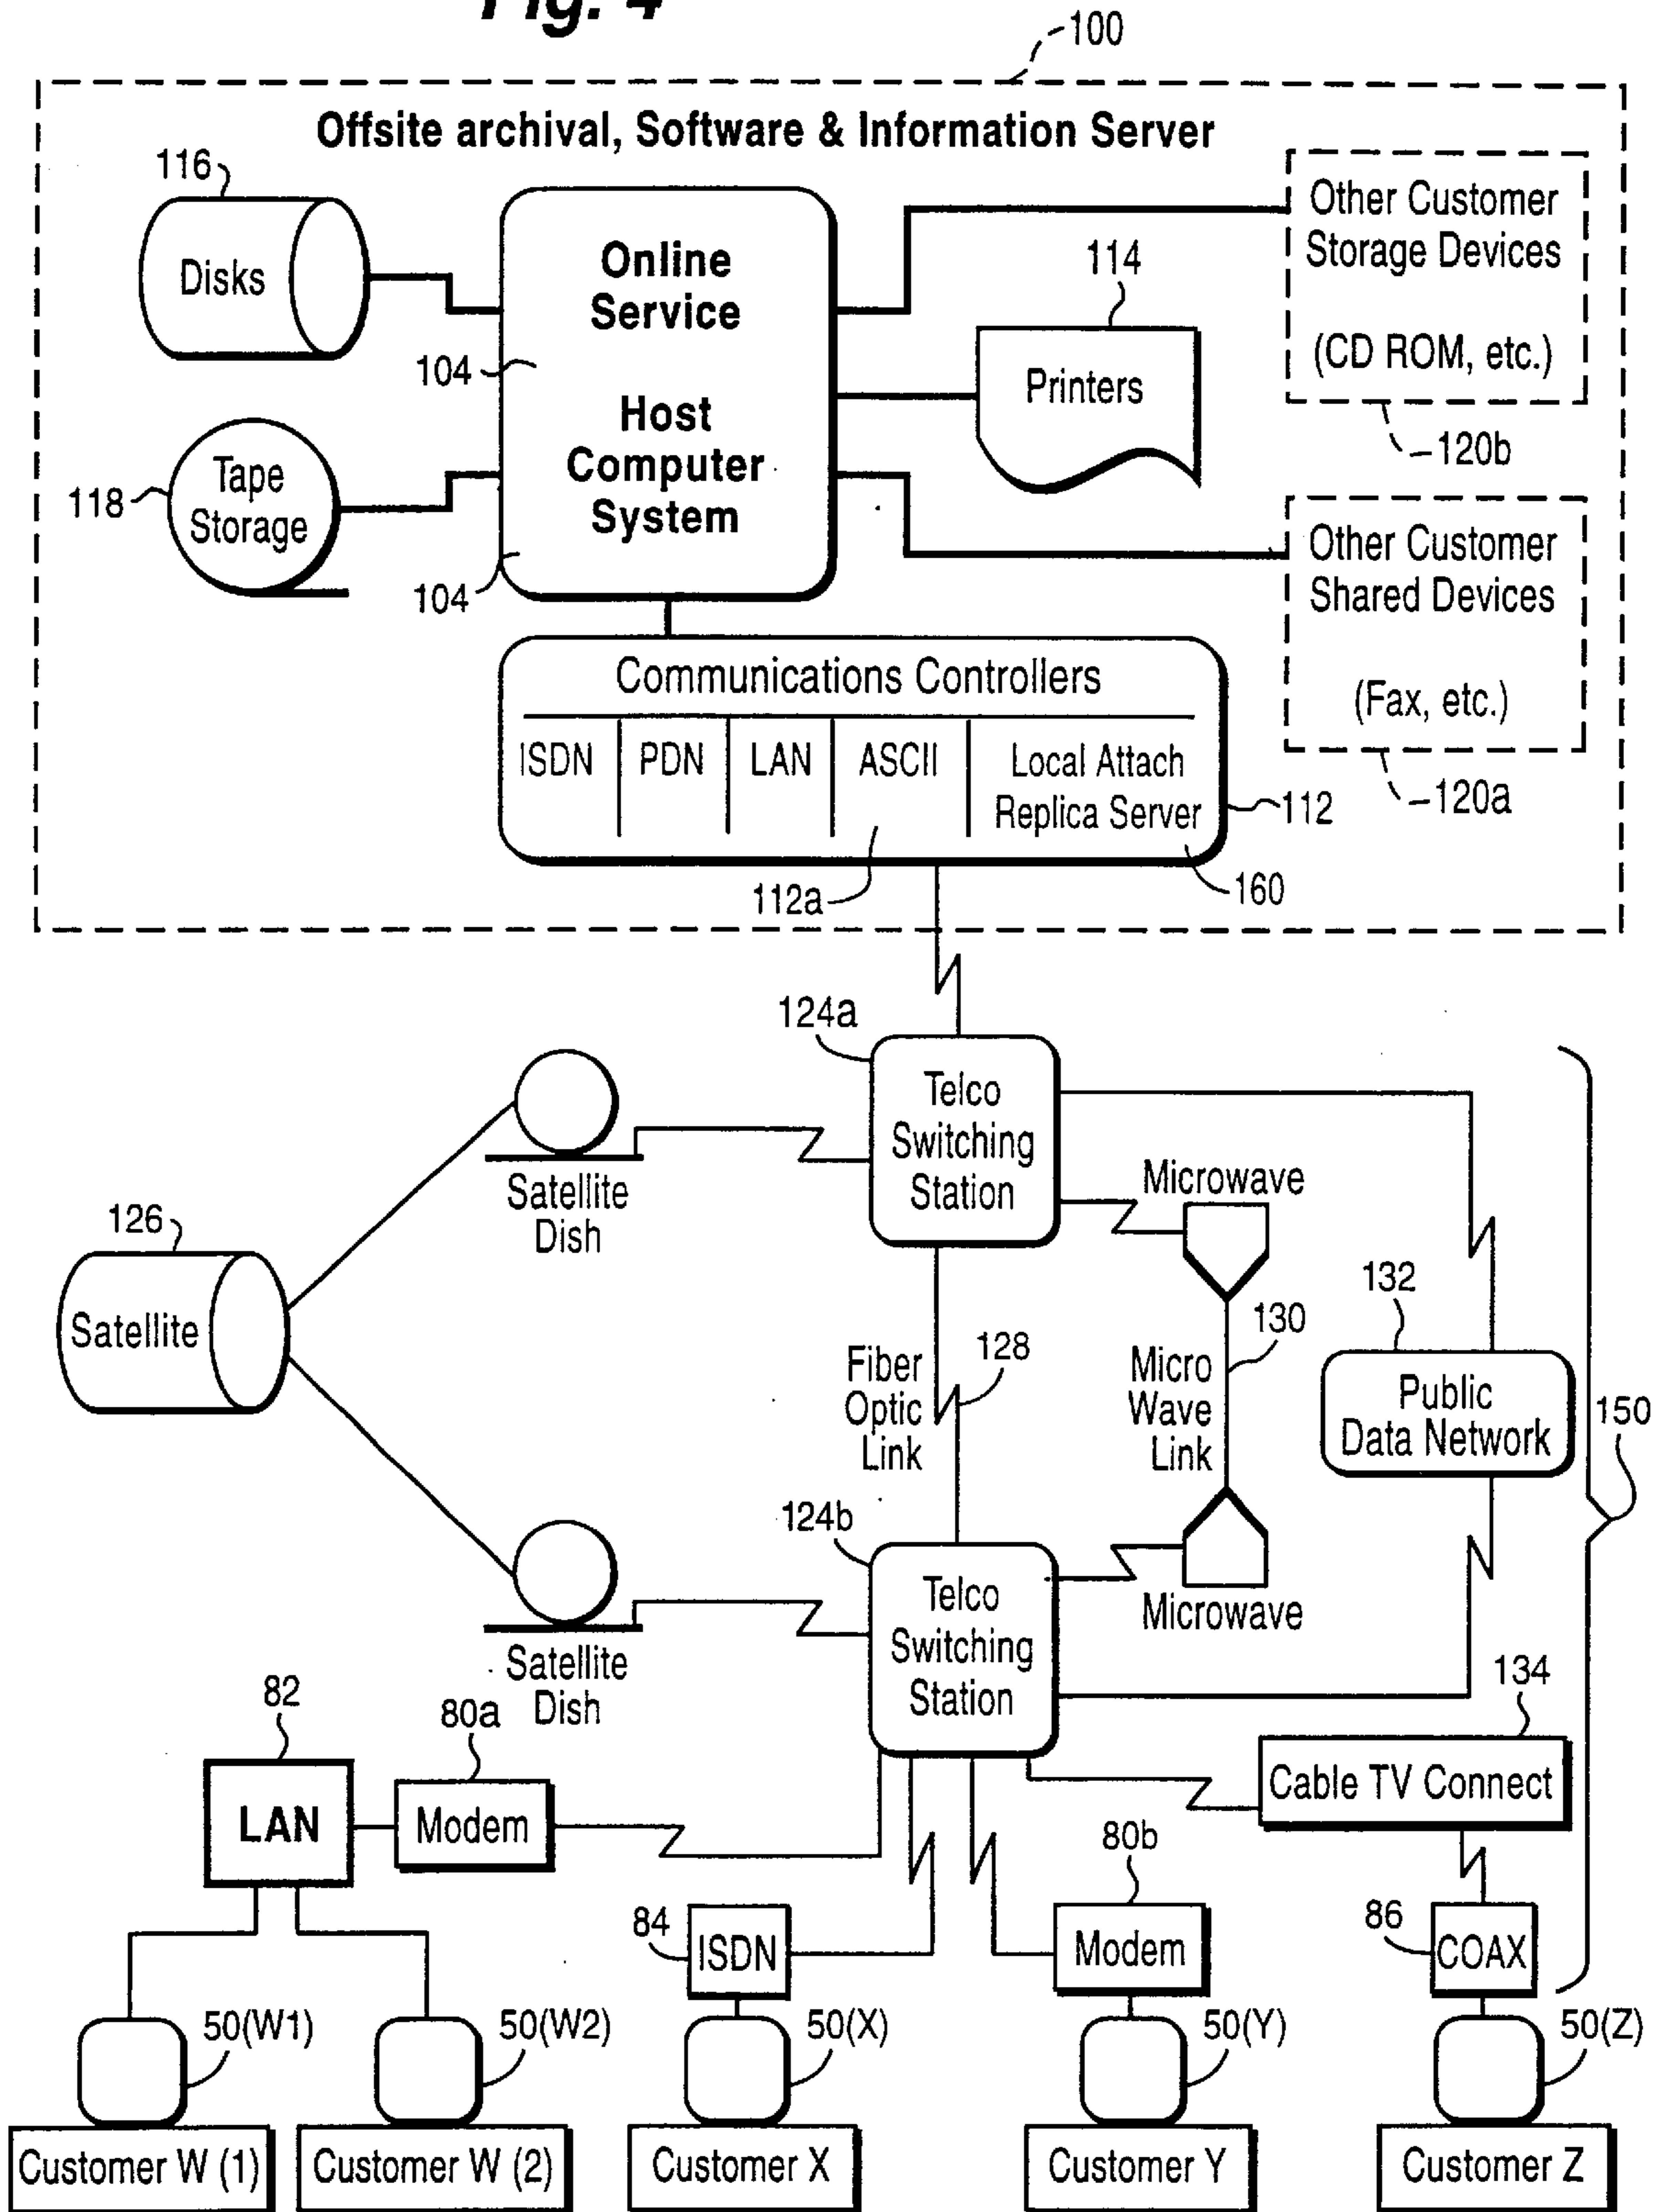 Fig. 4
100
Offsite archival, Software & Information Server
116
Disks
Online
Service
104
Host
Computer
System
104
118
Tape
Storage
114
Printers
Other Customer
Storage Devices
(CD ROM, etc.)
120b
Other Customer
Shared Devices
(Fax, etc.)
120a
Communications Controllers
ISDN
PDN
LAN
ASCII
Local Attach
Replica Server
112
112a
160
124a
Telco
Switching
Station
Satellite
Dish
126
Satellite
Microwave
132
130
128
Fiber
Optic
Link
Micro
Wave
Link
Public
Data Network
150
124b
Telco
Switching
Station
Microwave
Satellite
Dish
134
Cable TV Connect
82
LAN
80a
Modem
80b
Modem
84
ISDN
86
COAX
50(W1)
50(W2)
50(X)
50(Y)
50(Z)
Customer W (1)
Customer W (2)
Customer X
Customer Y
Customer Z